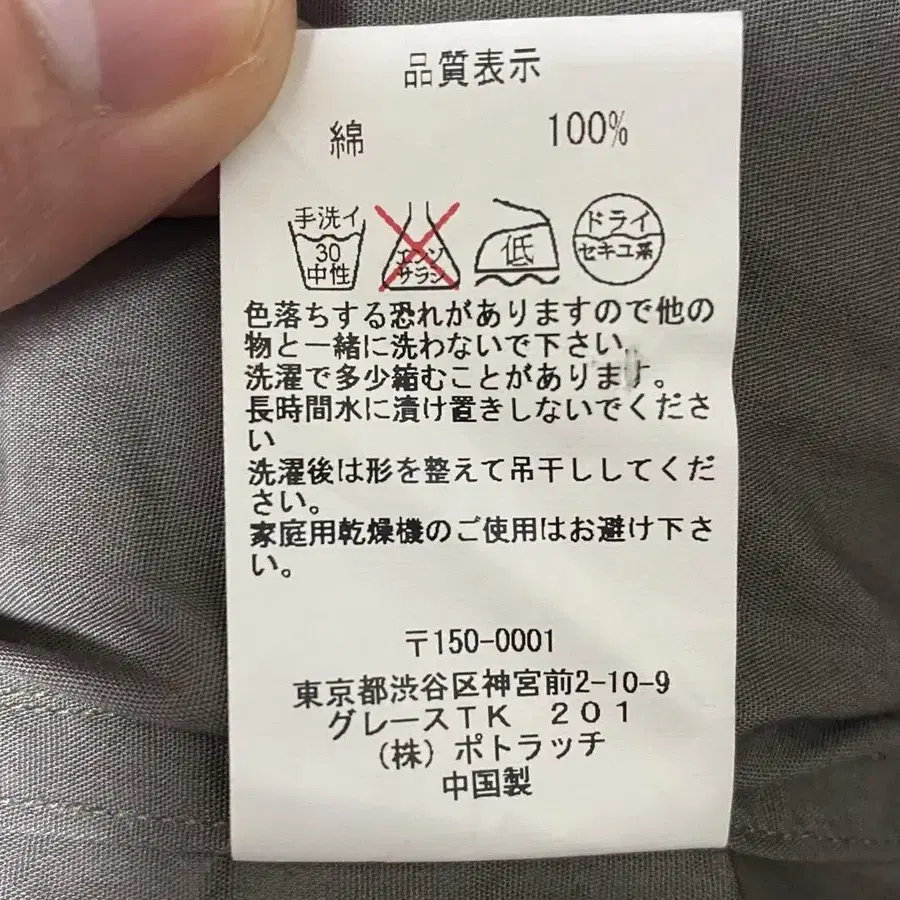 品質表示
綿 100%
手洗イ 30 中性
エンソ サラシ
低
ドライ セキユ系
色落ちする恐れがありますので他の
物と一緒に洗わないで下さい。
洗濯で多少縮むことがあります。
長時間水に漬け置きしないでくださ
い
洗濯後は形を整えて吊干ししてくだ
さい。
家庭用乾燥機のご使用はお避け下さ
い。
〒150-0001
東京都渋谷区神宮前2-10-9
グレースTK 201
(株) ポトラッチ
中国製